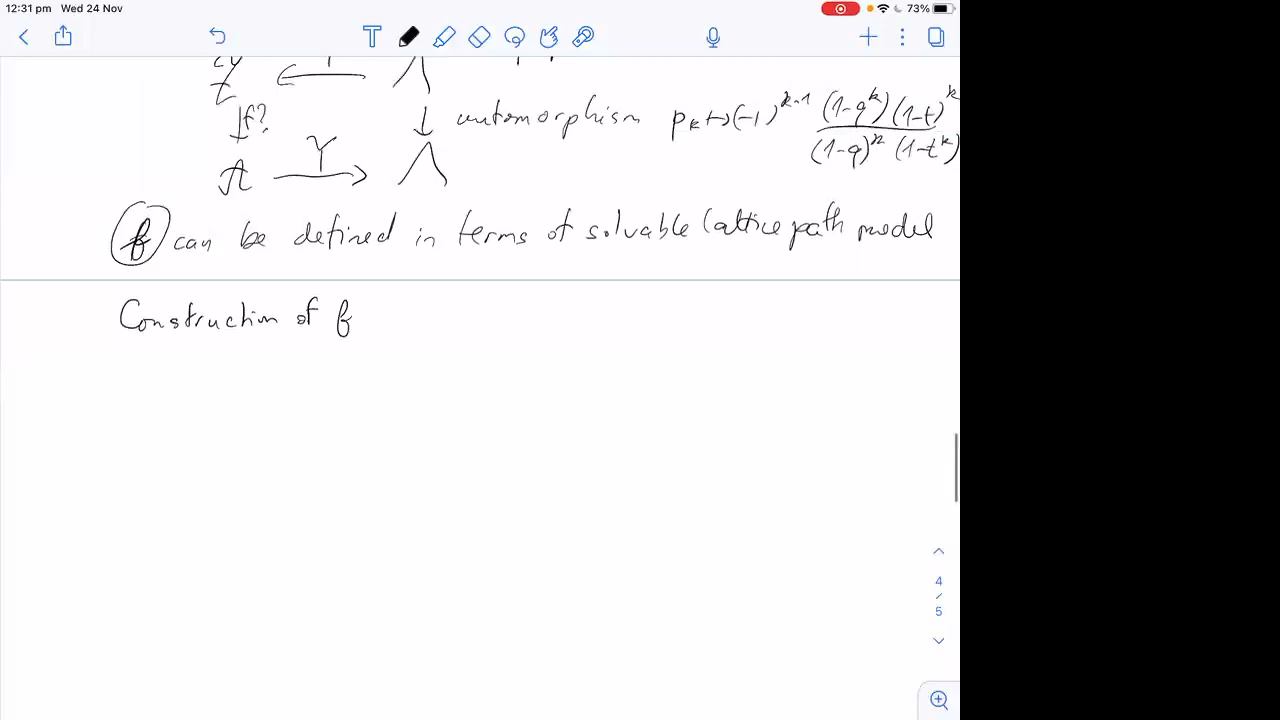 12:31 pm Wed 24 Nov 73%
T
t
f? ↓ automorphism p_k ↦ (-1)^{k-1} (1-q^k)(1-t)^k / (1-q)^k (1-t^k)
A →^Y Λ
f can be defined in terms of solvable lattice path model
Construction of f
4
/
5